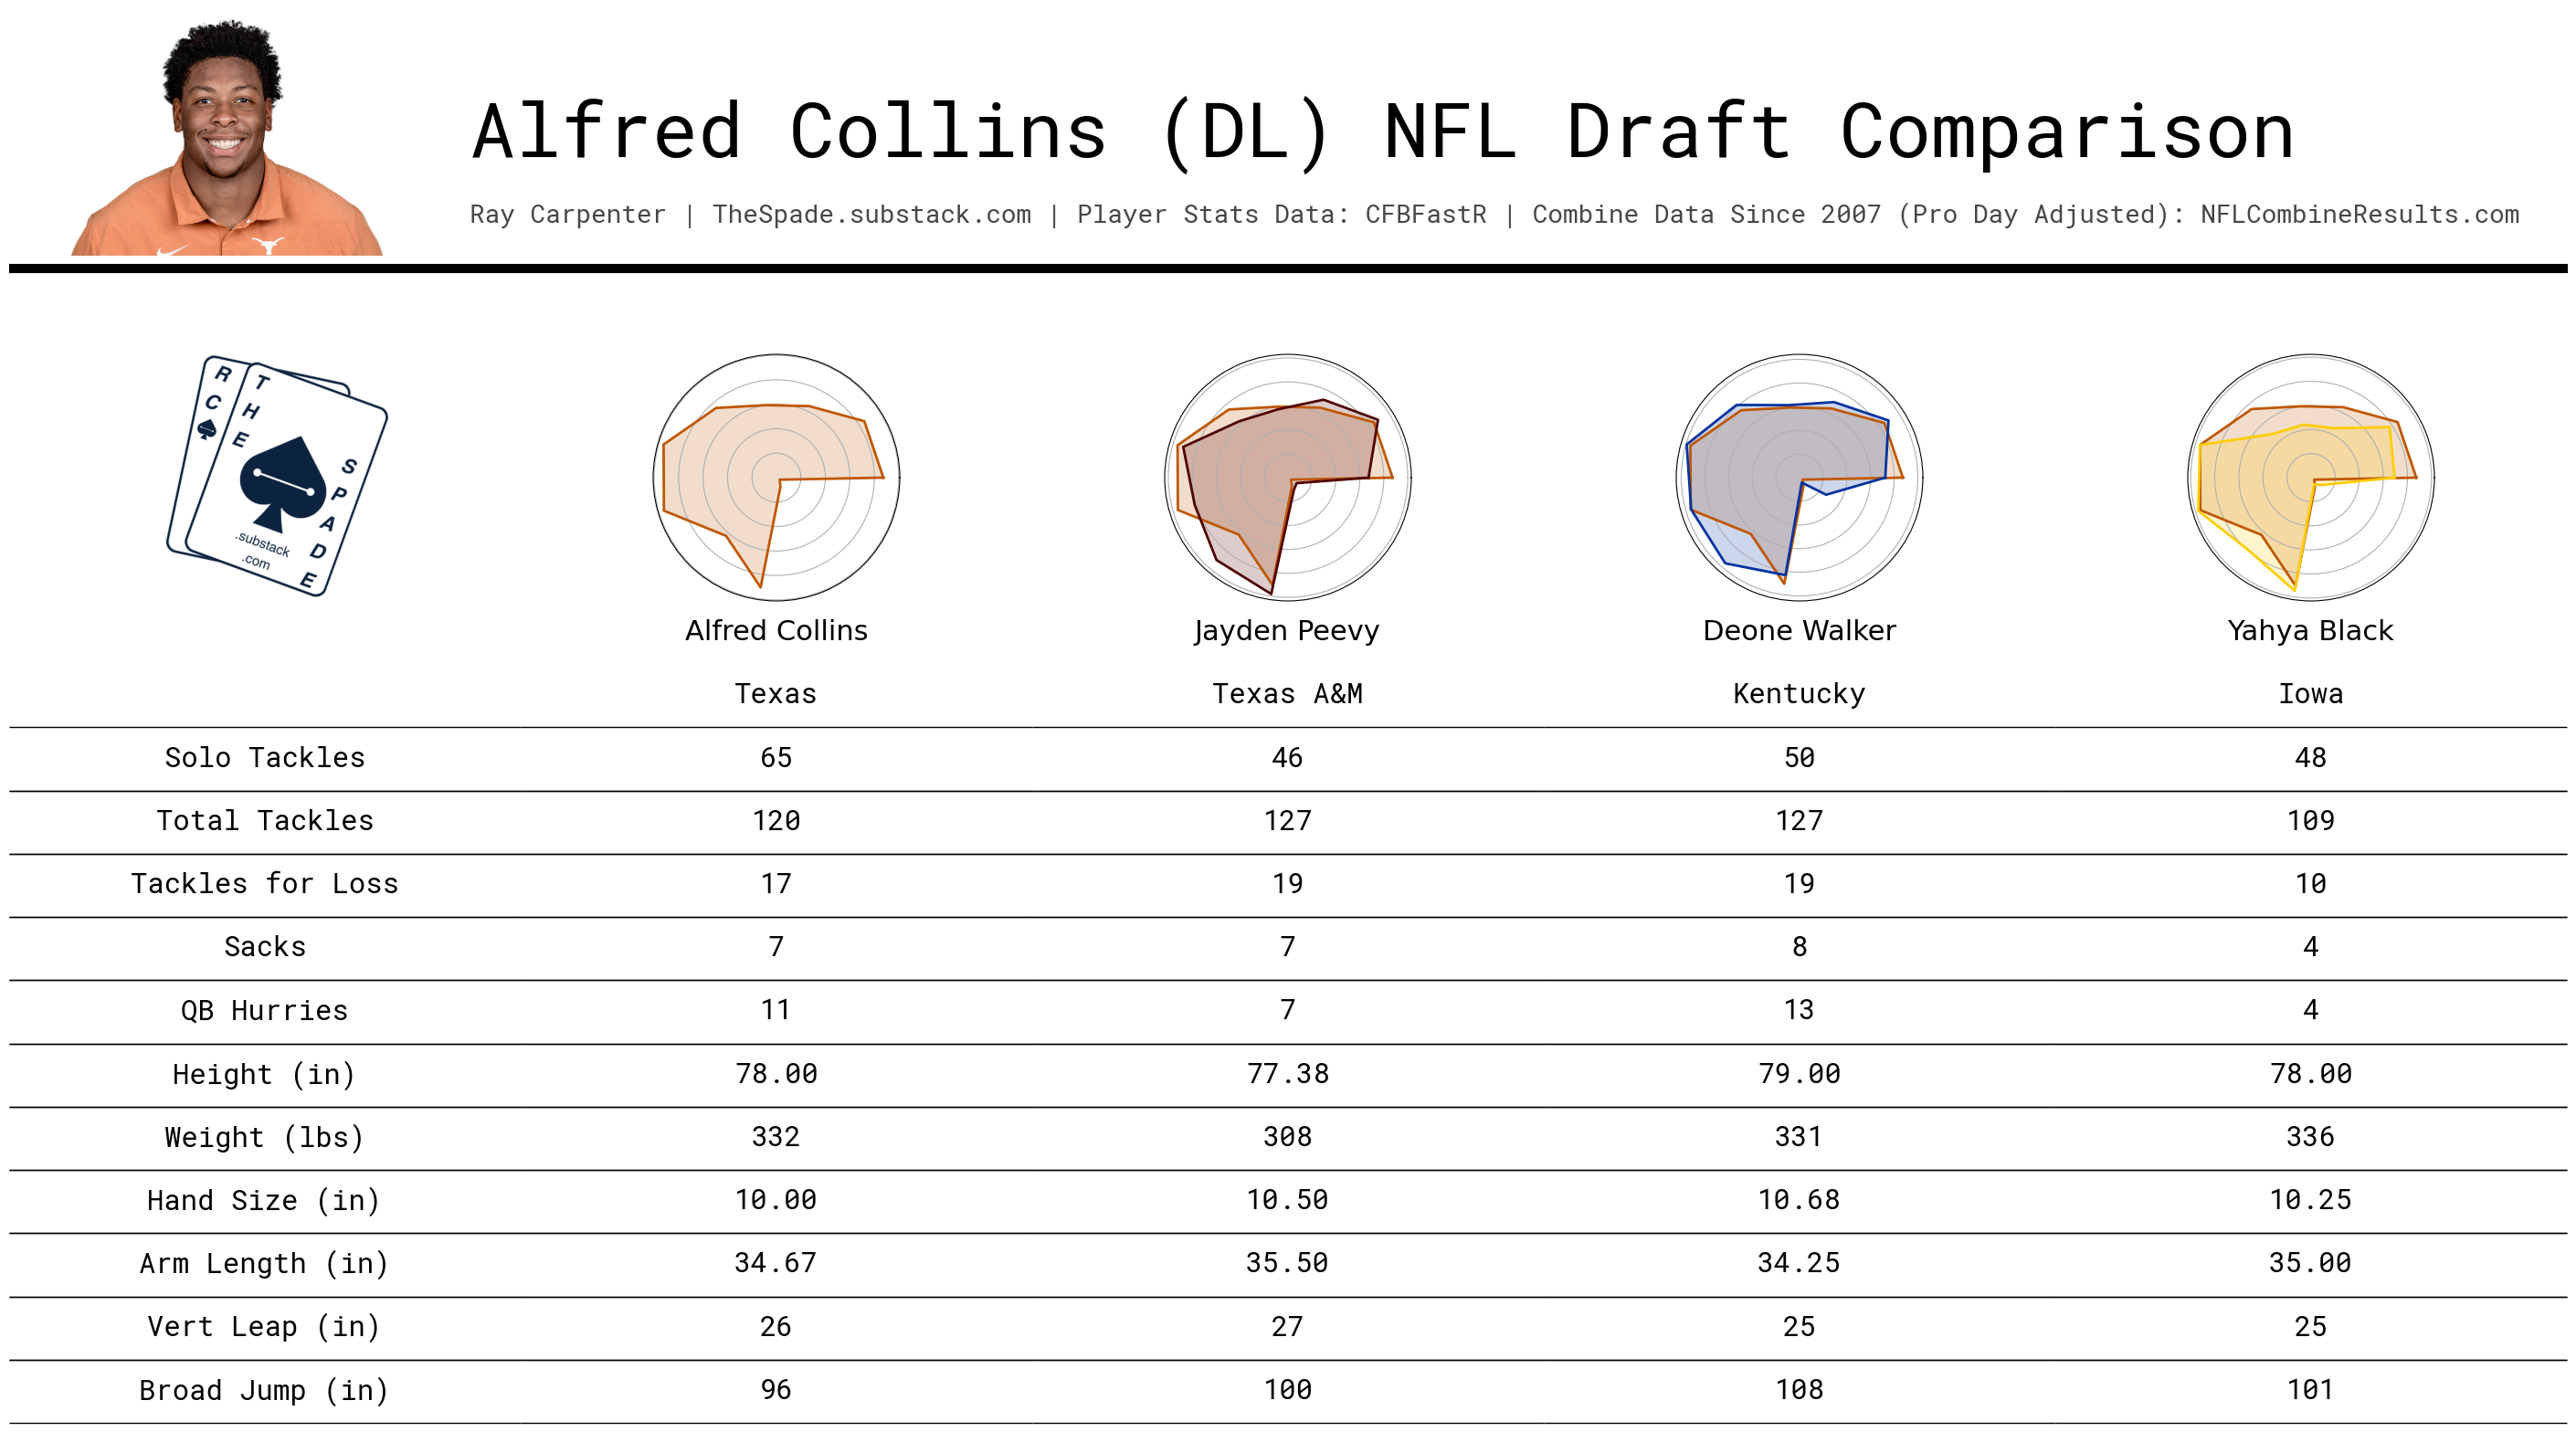 Alfred Collins (DL) NFL Draft Comparison
Ray Carpenter | TheSpade.substack.com | Player Stats Data: CFBFastR | Combine Data Since 2007 (Pro Day Adjusted): NFLCombineResults.com
R C
THE
SPADE
.substack
.com
Alfred Collins Jayden Peevy Deone Walker Yahya Black
Texas Texas A&M Kentucky Iowa
Solo Tackles 65 46 50 48
Total Tackles 120 127 127 109
Tackles for Loss 17 19 19 10
Sacks 7 7 8 4
QB Hurries 11 7 13 4
Height (in) 78.00 77.38 79.00 78.00
Weight (lbs) 332 308 331 336
Hand Size (in) 10.00 10.50 10.68 10.25
Arm Length (in) 34.67 35.50 34.25 35.00
Vert Leap (in) 26 27 25 25
Broad Jump (in) 96 100 108 101